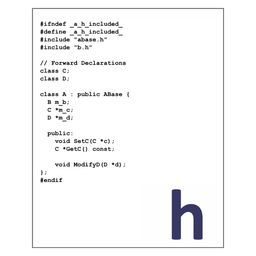 #ifndef _a_h_included_
#define _a_h_included_
#include "abase.h"
#include "b.h"

// Forward Declarations
class C;
class D;

class A : public ABase {
  B m_b;
  C *m_c;
  D *m_d;

  public:
    void SetC(C *c);
    C *GetC() const;

    void ModifyD(D *d);
};
#endif
h